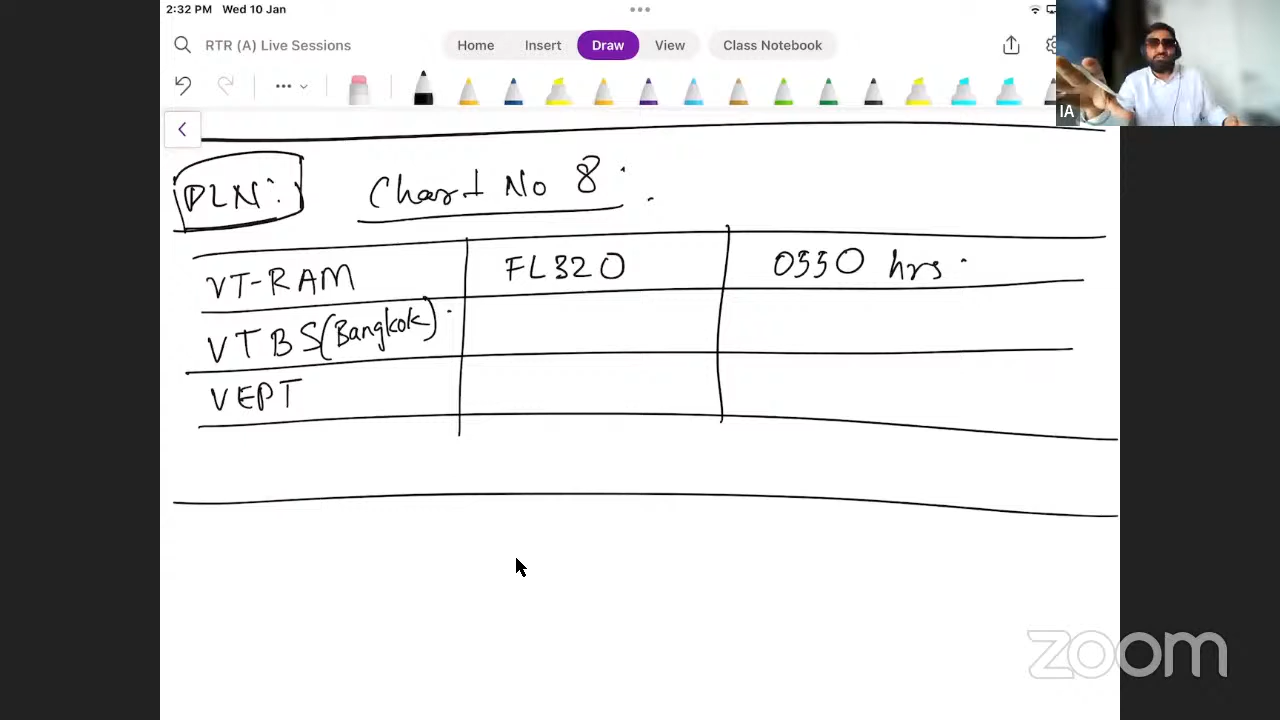 2:32 PM Wed 10 Jan
RTR (A) Live Sessions Home Insert Draw View Class Notebook
IA
PLN: Chart No 8
VT-RAM FL320 0330 hrs
VTBS (Bangkok)
VEPT
zoom